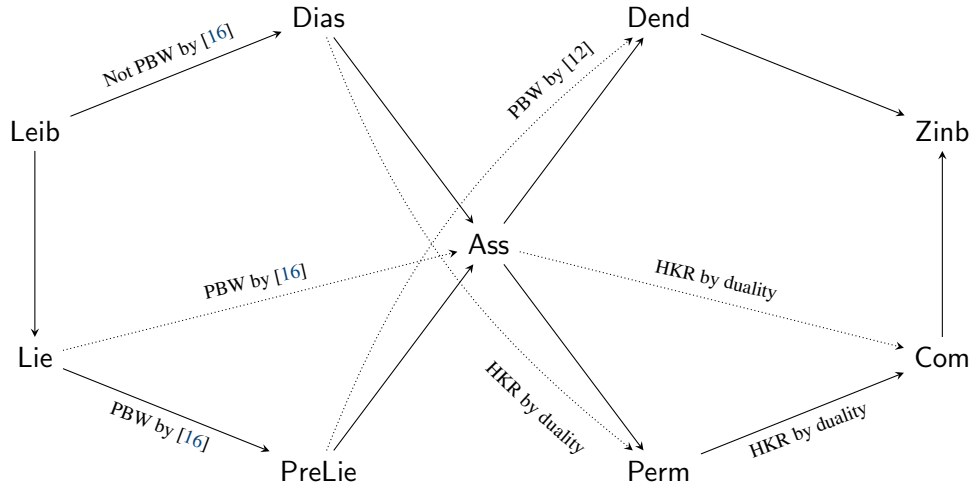 Dias
Dend
Not PBW by [16]
PBW by [12]
Leib
Zinb
Ass
PBW by [16]
HKR by duality
Lie
Com
PBW by [16]
HKR by duality
HKR by duality
PreLie
Perm